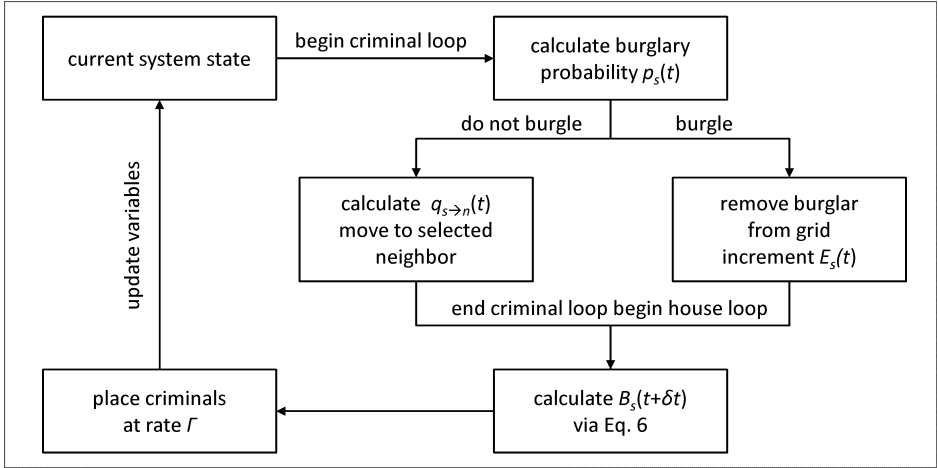 current system state
begin criminal loop
calculate burglary
probability pₛ(t)
do not burgle
burgle
calculate qₛ→ₙ(t)
move to selected
neighbor
remove burglar
from grid
increment Eₛ(t)
update variables
end criminal loop begin house loop
place criminals
at rate Γ
calculate Bₛ(t+δt)
via Eq. 6